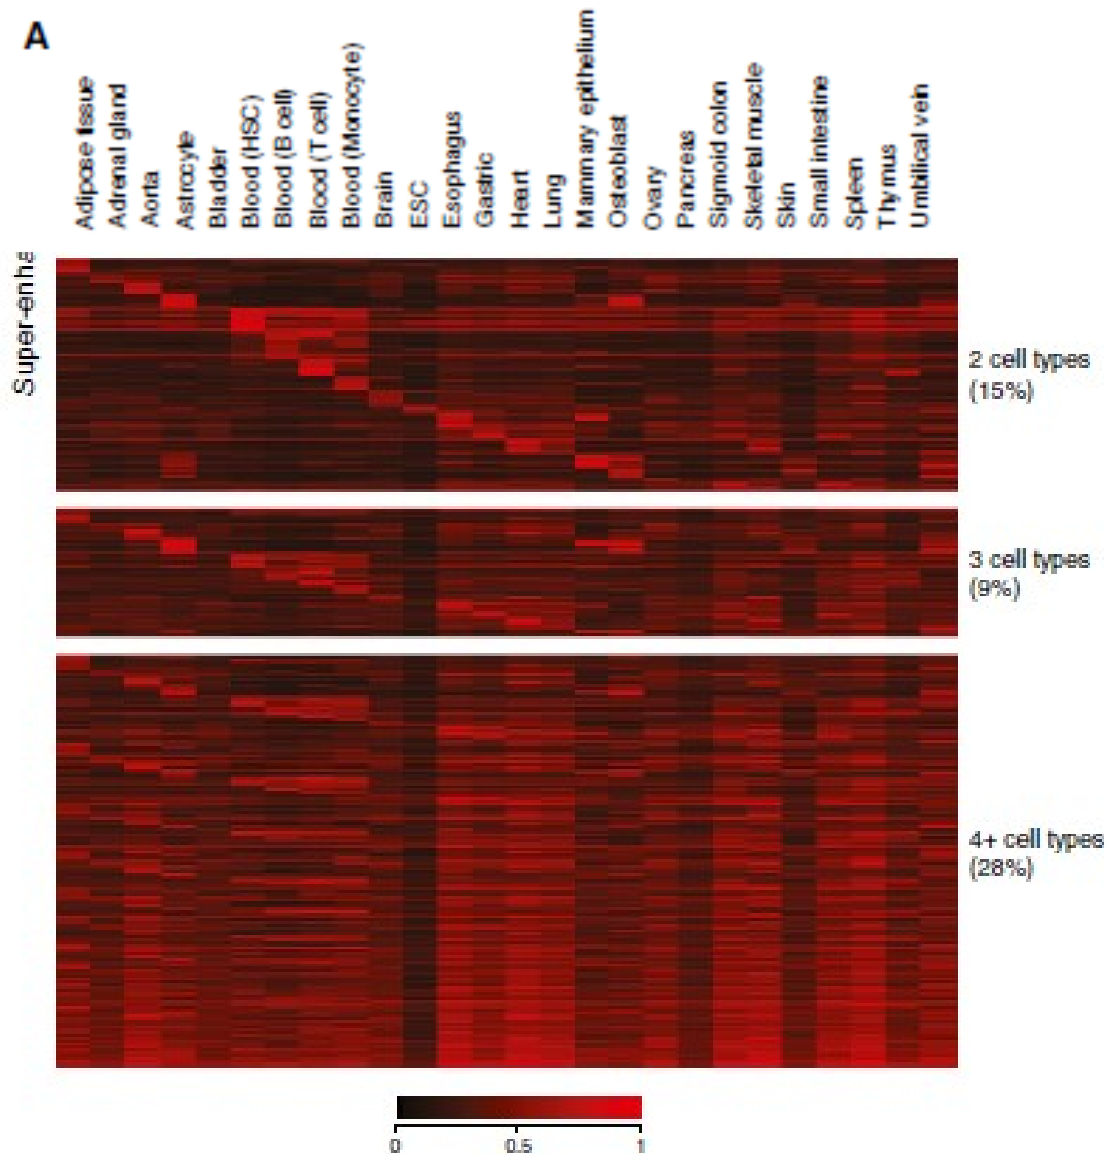 A
Adipose tissue
Adrenal gland
Aorta
Astrocyte
Bladder
Blood (HSC)
Blood (B cell)
Blood (T cell)
Blood (Monocyte)
Brain
ESC
Esophagus
Gastric
Heart
Lung
Mammary epithelium
Osteoblast
Ovary
Pancreas
Sigmoid colon
Skeletal muscle
Skin
Small intestine
Spleen
Thymus
Umbilical vein
Super-enha
2 cell types
(15%)
3 cell types
(9%)
4+ cell types
(28%)
0 0.5 1